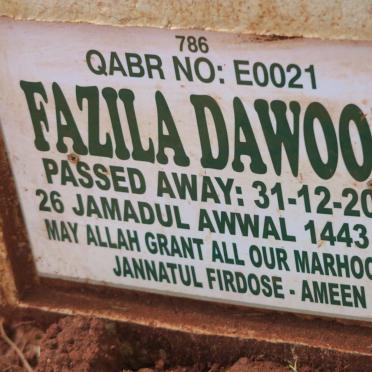 786
QABR NO: E0021
FAZILA DAWOO
PASSED AWAY: 31-12-20
26 JAMADUL AWWAL 1443
MAY ALLAH GRANT ALL OUR MARHOO
JANNATUL FIRDOSE - AMEEN